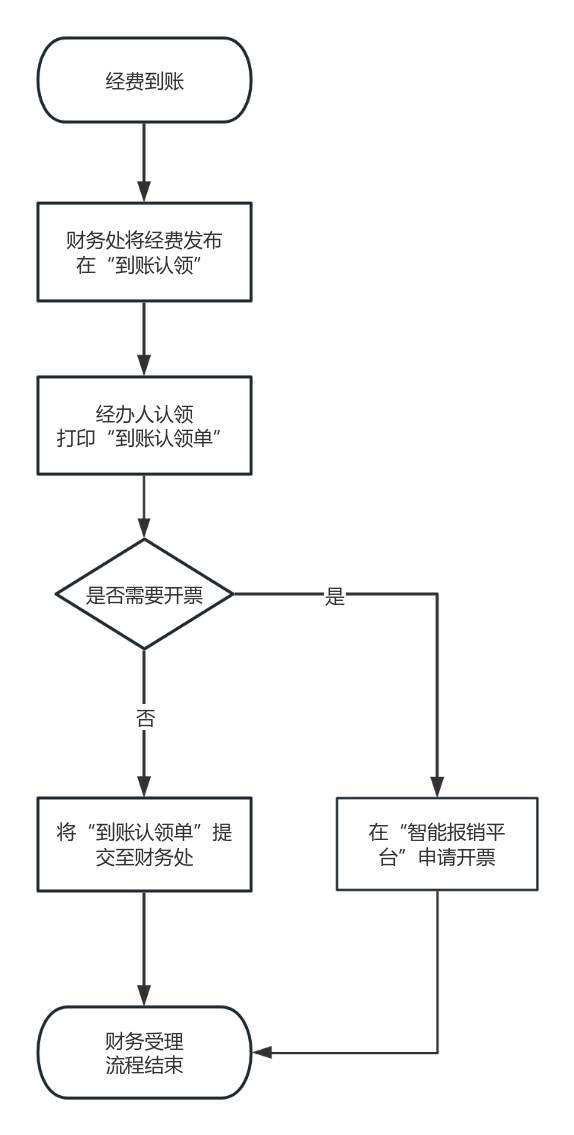 经费到账
财务处将经费发布
在“到账认领”
经办人认领
打印“到账认领单”
是否需要开票
是
否
将“到账认领单”提
交至财务处
在“智能报销平
台”申请开票
财务受理
流程结束